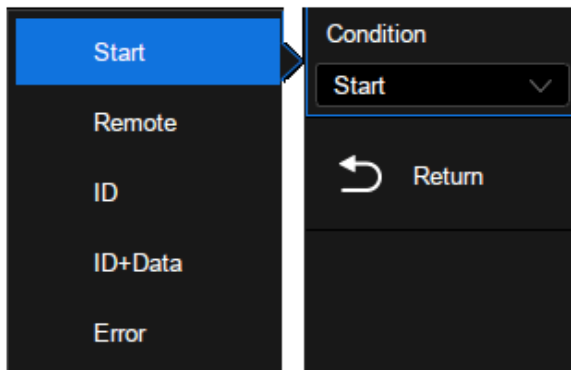 Start
Remote
ID
ID+Data
Error
Condition
Start
Return